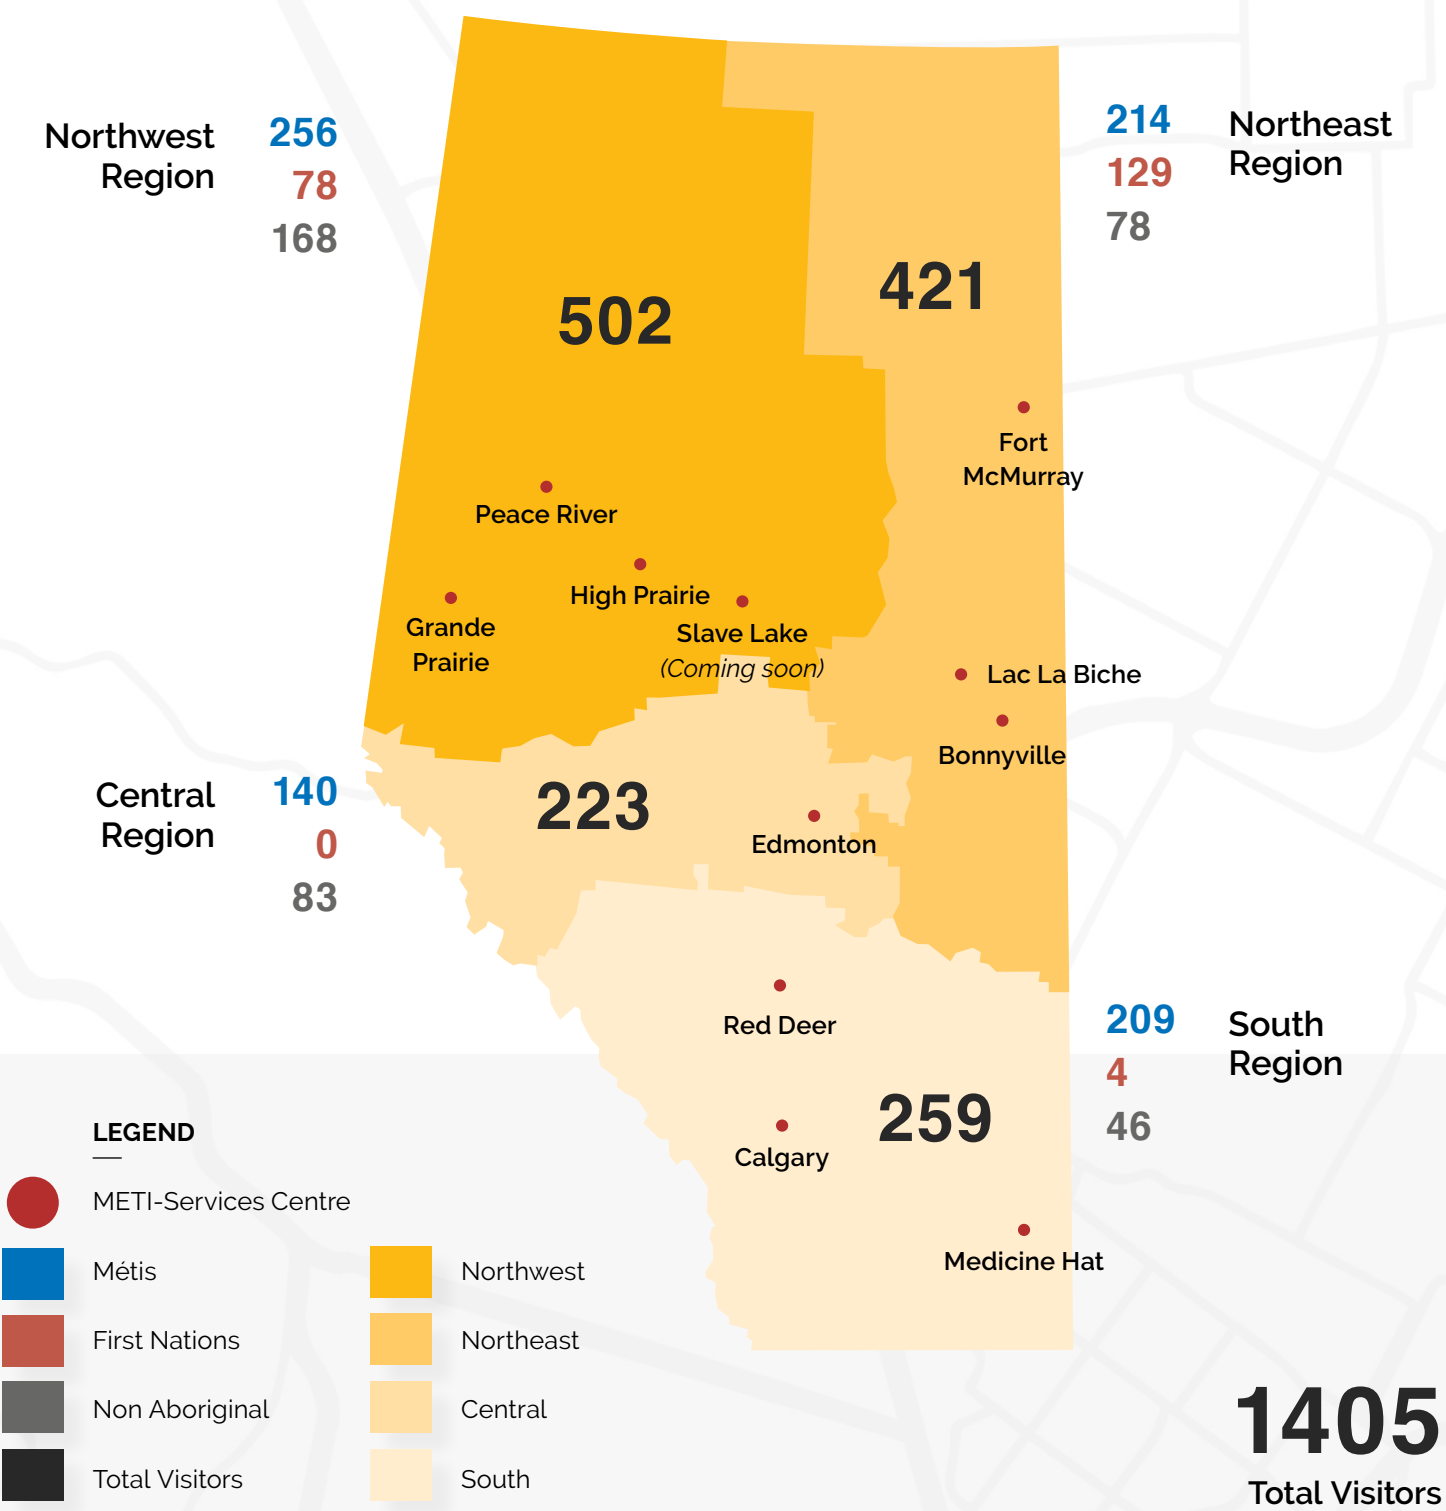 Northwest
Region
256
78
168
214
129
78
Northeast
Region
502
421
Fort
McMurray
Peace River
High Prairie
Grande
Prairie
Slave Lake
(Coming soon)
Lac La Biche
Bonnyville
Central
Region
140
0
83
223
Edmonton
Red Deer
209
4
46
South
Region
259
Calgary
Medicine Hat
LEGEND
METI-Services Centre
Métis
First Nations
Non Aboriginal
Total Visitors
Northwest
Northeast
Central
South
1405
Total Visitors